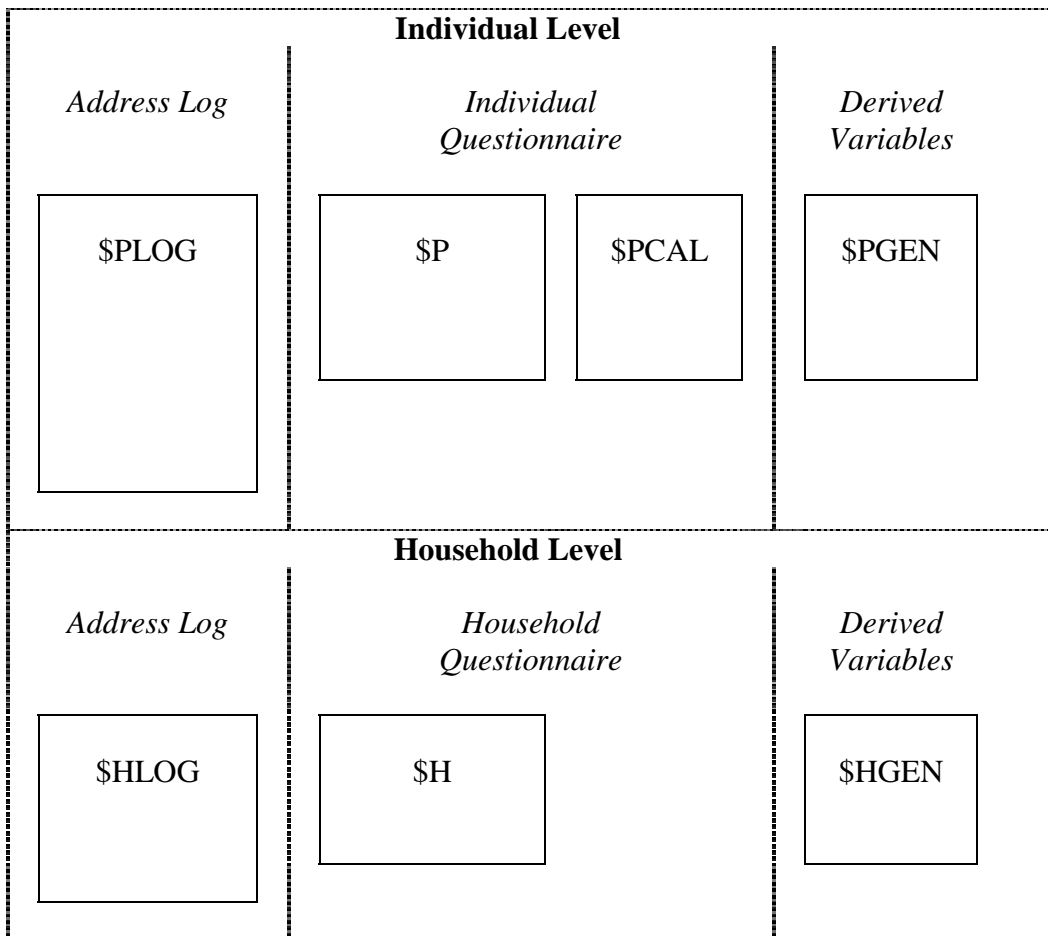 Individual Level
Address Log
Individual
Questionnaire
Derived
Variables
$PLOG
$P
$PCAL
$PGEN
Household Level
Address Log
Household
Questionnaire
Derived
Variables
$HLOG
$H
$HGEN